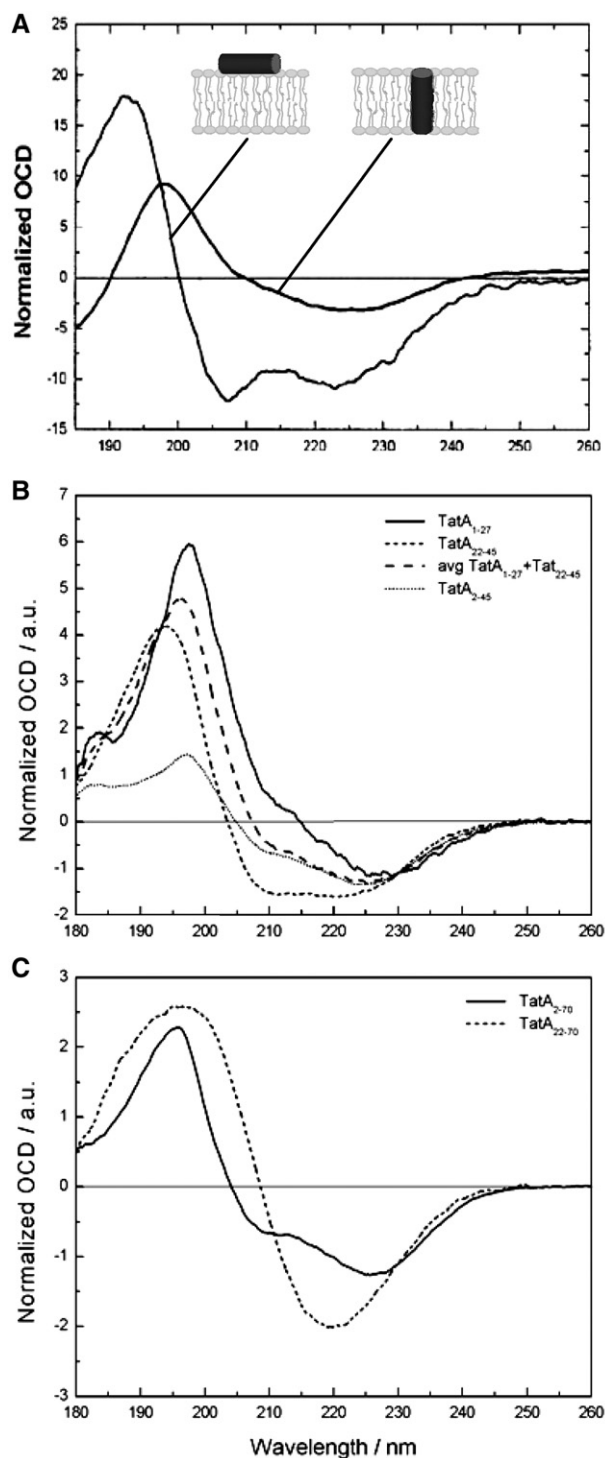 A
Normalized OCD
25
20
15
10
5
0
-5
-10
-15
190 200 210 220 230 240 250 260
B
Normalized OCD / a.u.
7
6
5
4
3
2
1
0
-1
-2
TatA1-27
TatA22-45
avg TatA1-27+Tat22-45
TatA2-45
180 190 200 210 220 230 240 250 260
C
Normalized OCD / a.u.
3
2
1
0
-1
-2
-3
TatA2-70
TatA22-70
180 190 200 210 220 230 240 250 260
Wavelength / nm